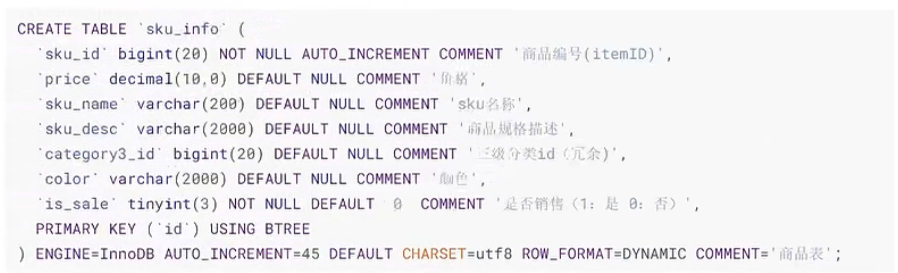 CREATE TABLE `sku_info` (
`sku_id` bigint(20) NOT NULL AUTO_INCREMENT COMMENT '商品编号(itemID)',
`price` decimal(10,0) DEFAULT NULL COMMENT '价格',
`sku_name` varchar(200) DEFAULT NULL COMMENT 'sku名称',
`sku_desc` varchar(2000) DEFAULT NULL COMMENT '商品规格描述',
`category3_id` bigint(20) DEFAULT NULL COMMENT '三级分类id（冗余)',
`color` varchar(2000) DEFAULT NULL COMMENT '颜色',
`is_sale` tinyint(3) NOT NULL DEFAULT 0 COMMENT '是否销售（1: 是 0: 否）',
PRIMARY KEY (`id`) USING BTREE
) ENGINE=InnoDB AUTO_INCREMENT=45 DEFAULT CHARSET=utf8 ROW_FORMAT=DYNAMIC COMMENT='商品表';